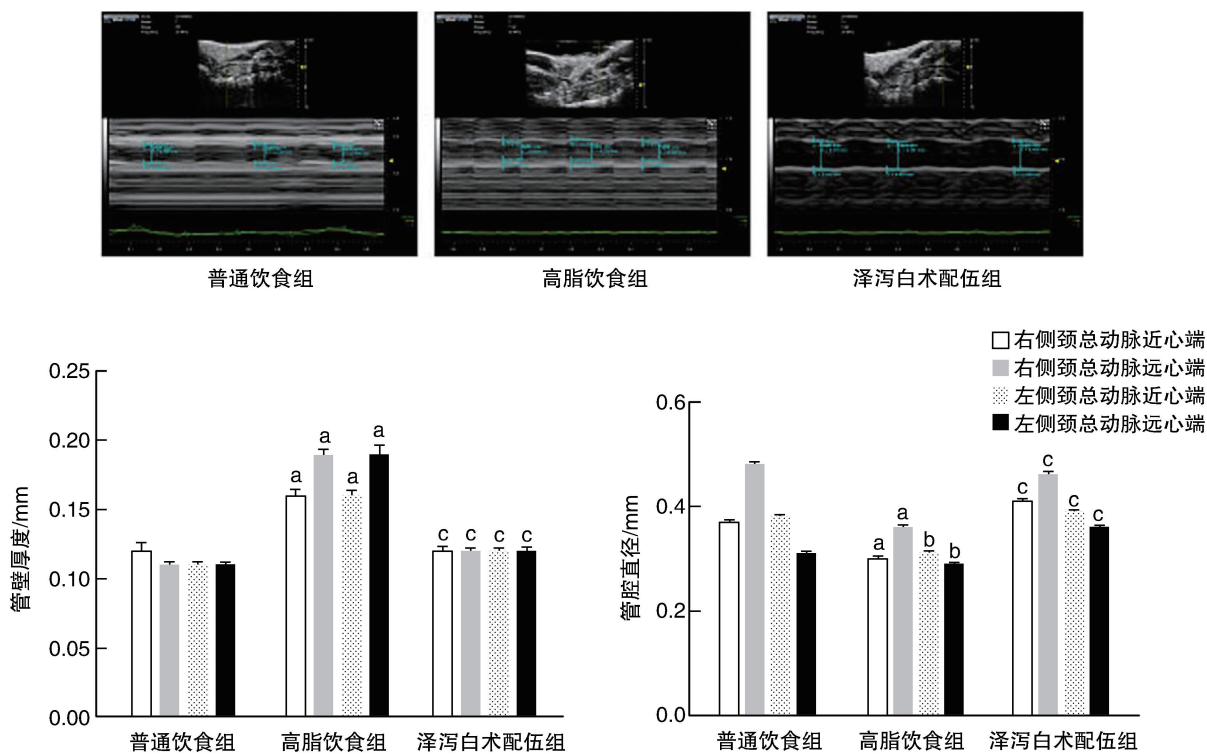 普通饮食组
高脂饮食组
泽泻白术配伍组
右侧颈总动脉近心端
右侧颈总动脉远心端
左侧颈总动脉近心端
左侧颈总动脉远心端
管壁厚度/mm
0.25
0.20
0.15
0.10
0.05
0.00
a
a
a
a
c
c
c
c
普通饮食组
高脂饮食组
泽泻白术配伍组
管腔直径/mm
0.6
0.4
0.2
0.0
a
a
b
b
c
c
c
c
普通饮食组
高脂饮食组
泽泻白术配伍组